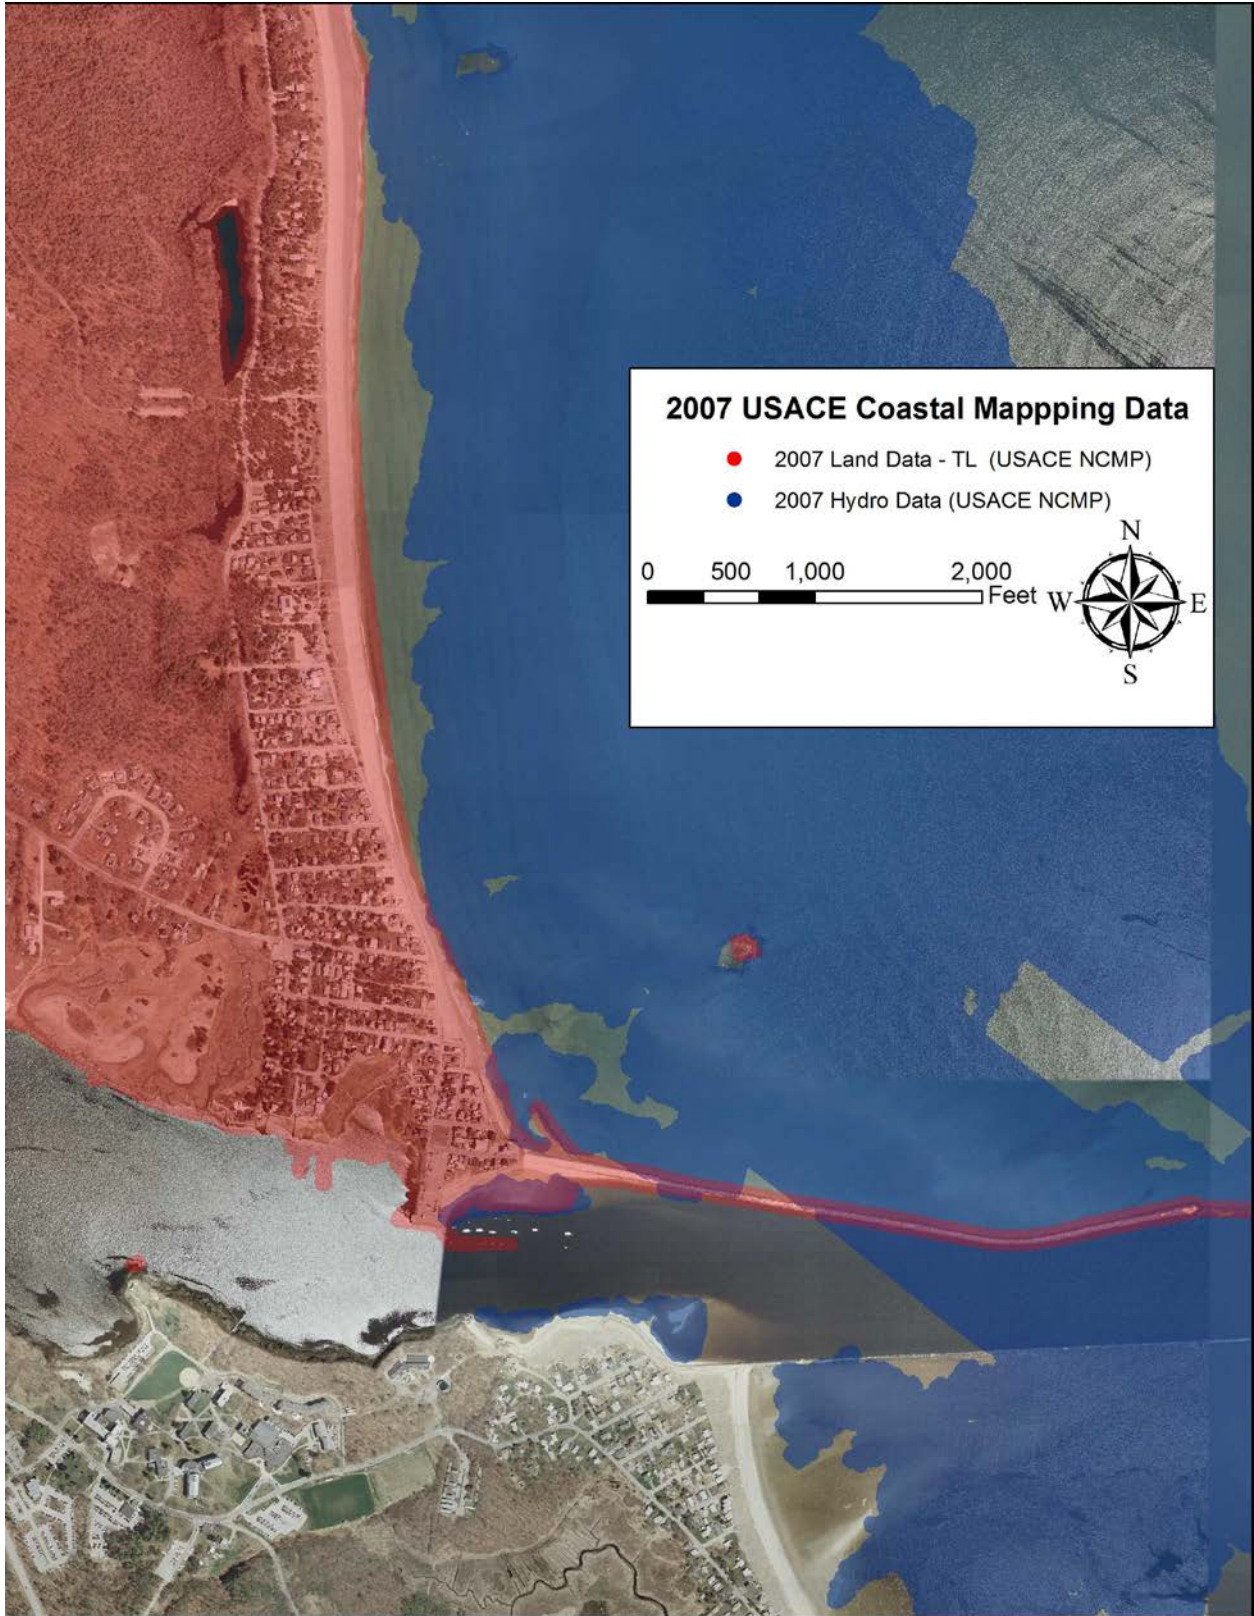 2007 USACE Coastal Mappping Data
2007 Land Data - TL (USACE NCMP)
2007 Hydro Data (USACE NCMP)
0 500 1,000 2,000
Feet
N
W E
S